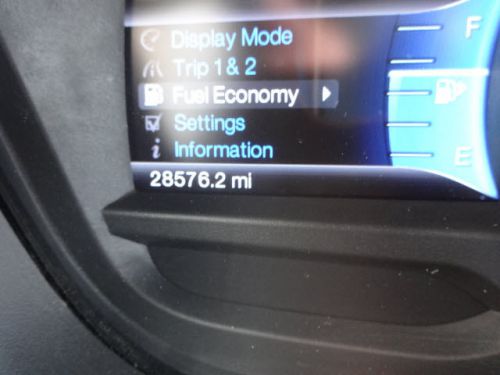 Display Mode
F
Trip 1 & 2
Fuel Economy
Settings
i Information
E
28576.2 mi